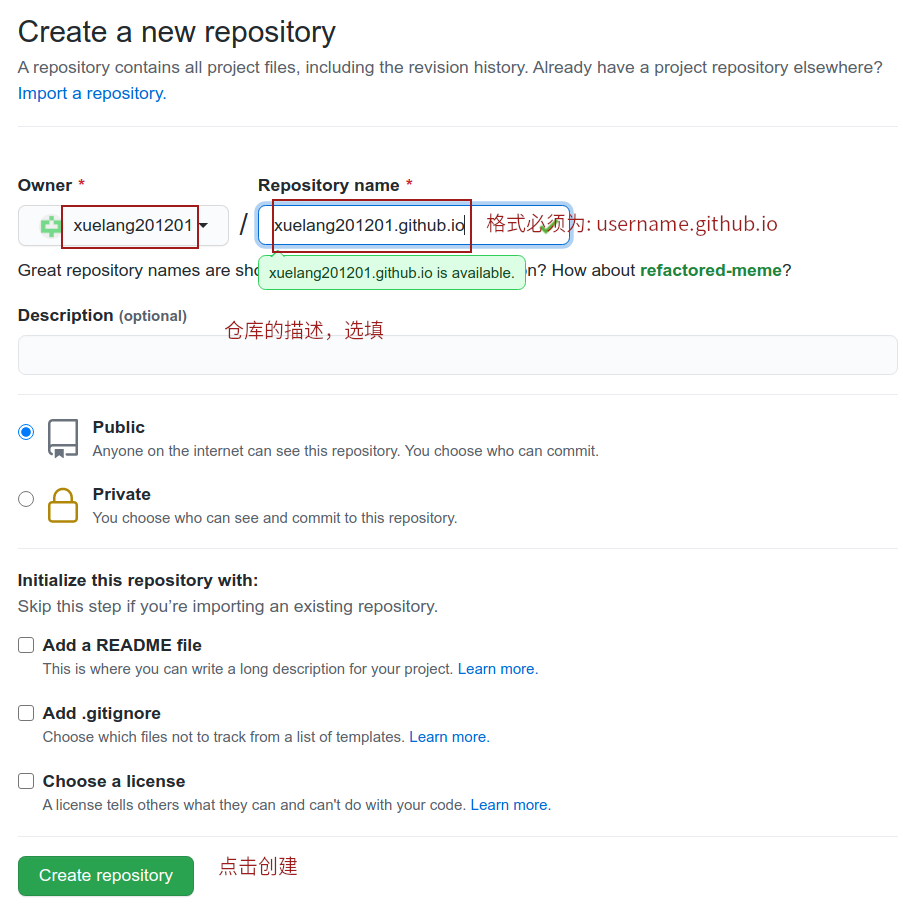 Create a new repository
A repository contains all project files, including the revision history. Already have a project repository elsewhere?
Import a repository.
Owner * Repository name *
xuelang201201 / xuelang201201.github.io 格式必须为: username.github.io
Great repository names are sho n? How about refactored-meme?
xuelang201201.github.io is available.
Description (optional)
仓库的描述，选填
Public
Anyone on the internet can see this repository. You choose who can commit.
Private
You choose who can see and commit to this repository.
Initialize this repository with:
Skip this step if you’re importing an existing repository.
Add a README file
This is where you can write a long description for your project. Learn more.
Add .gitignore
Choose which files not to track from a list of templates. Learn more.
Choose a license
A license tells others what they can and can't do with your code. Learn more.
Create repository 点击创建